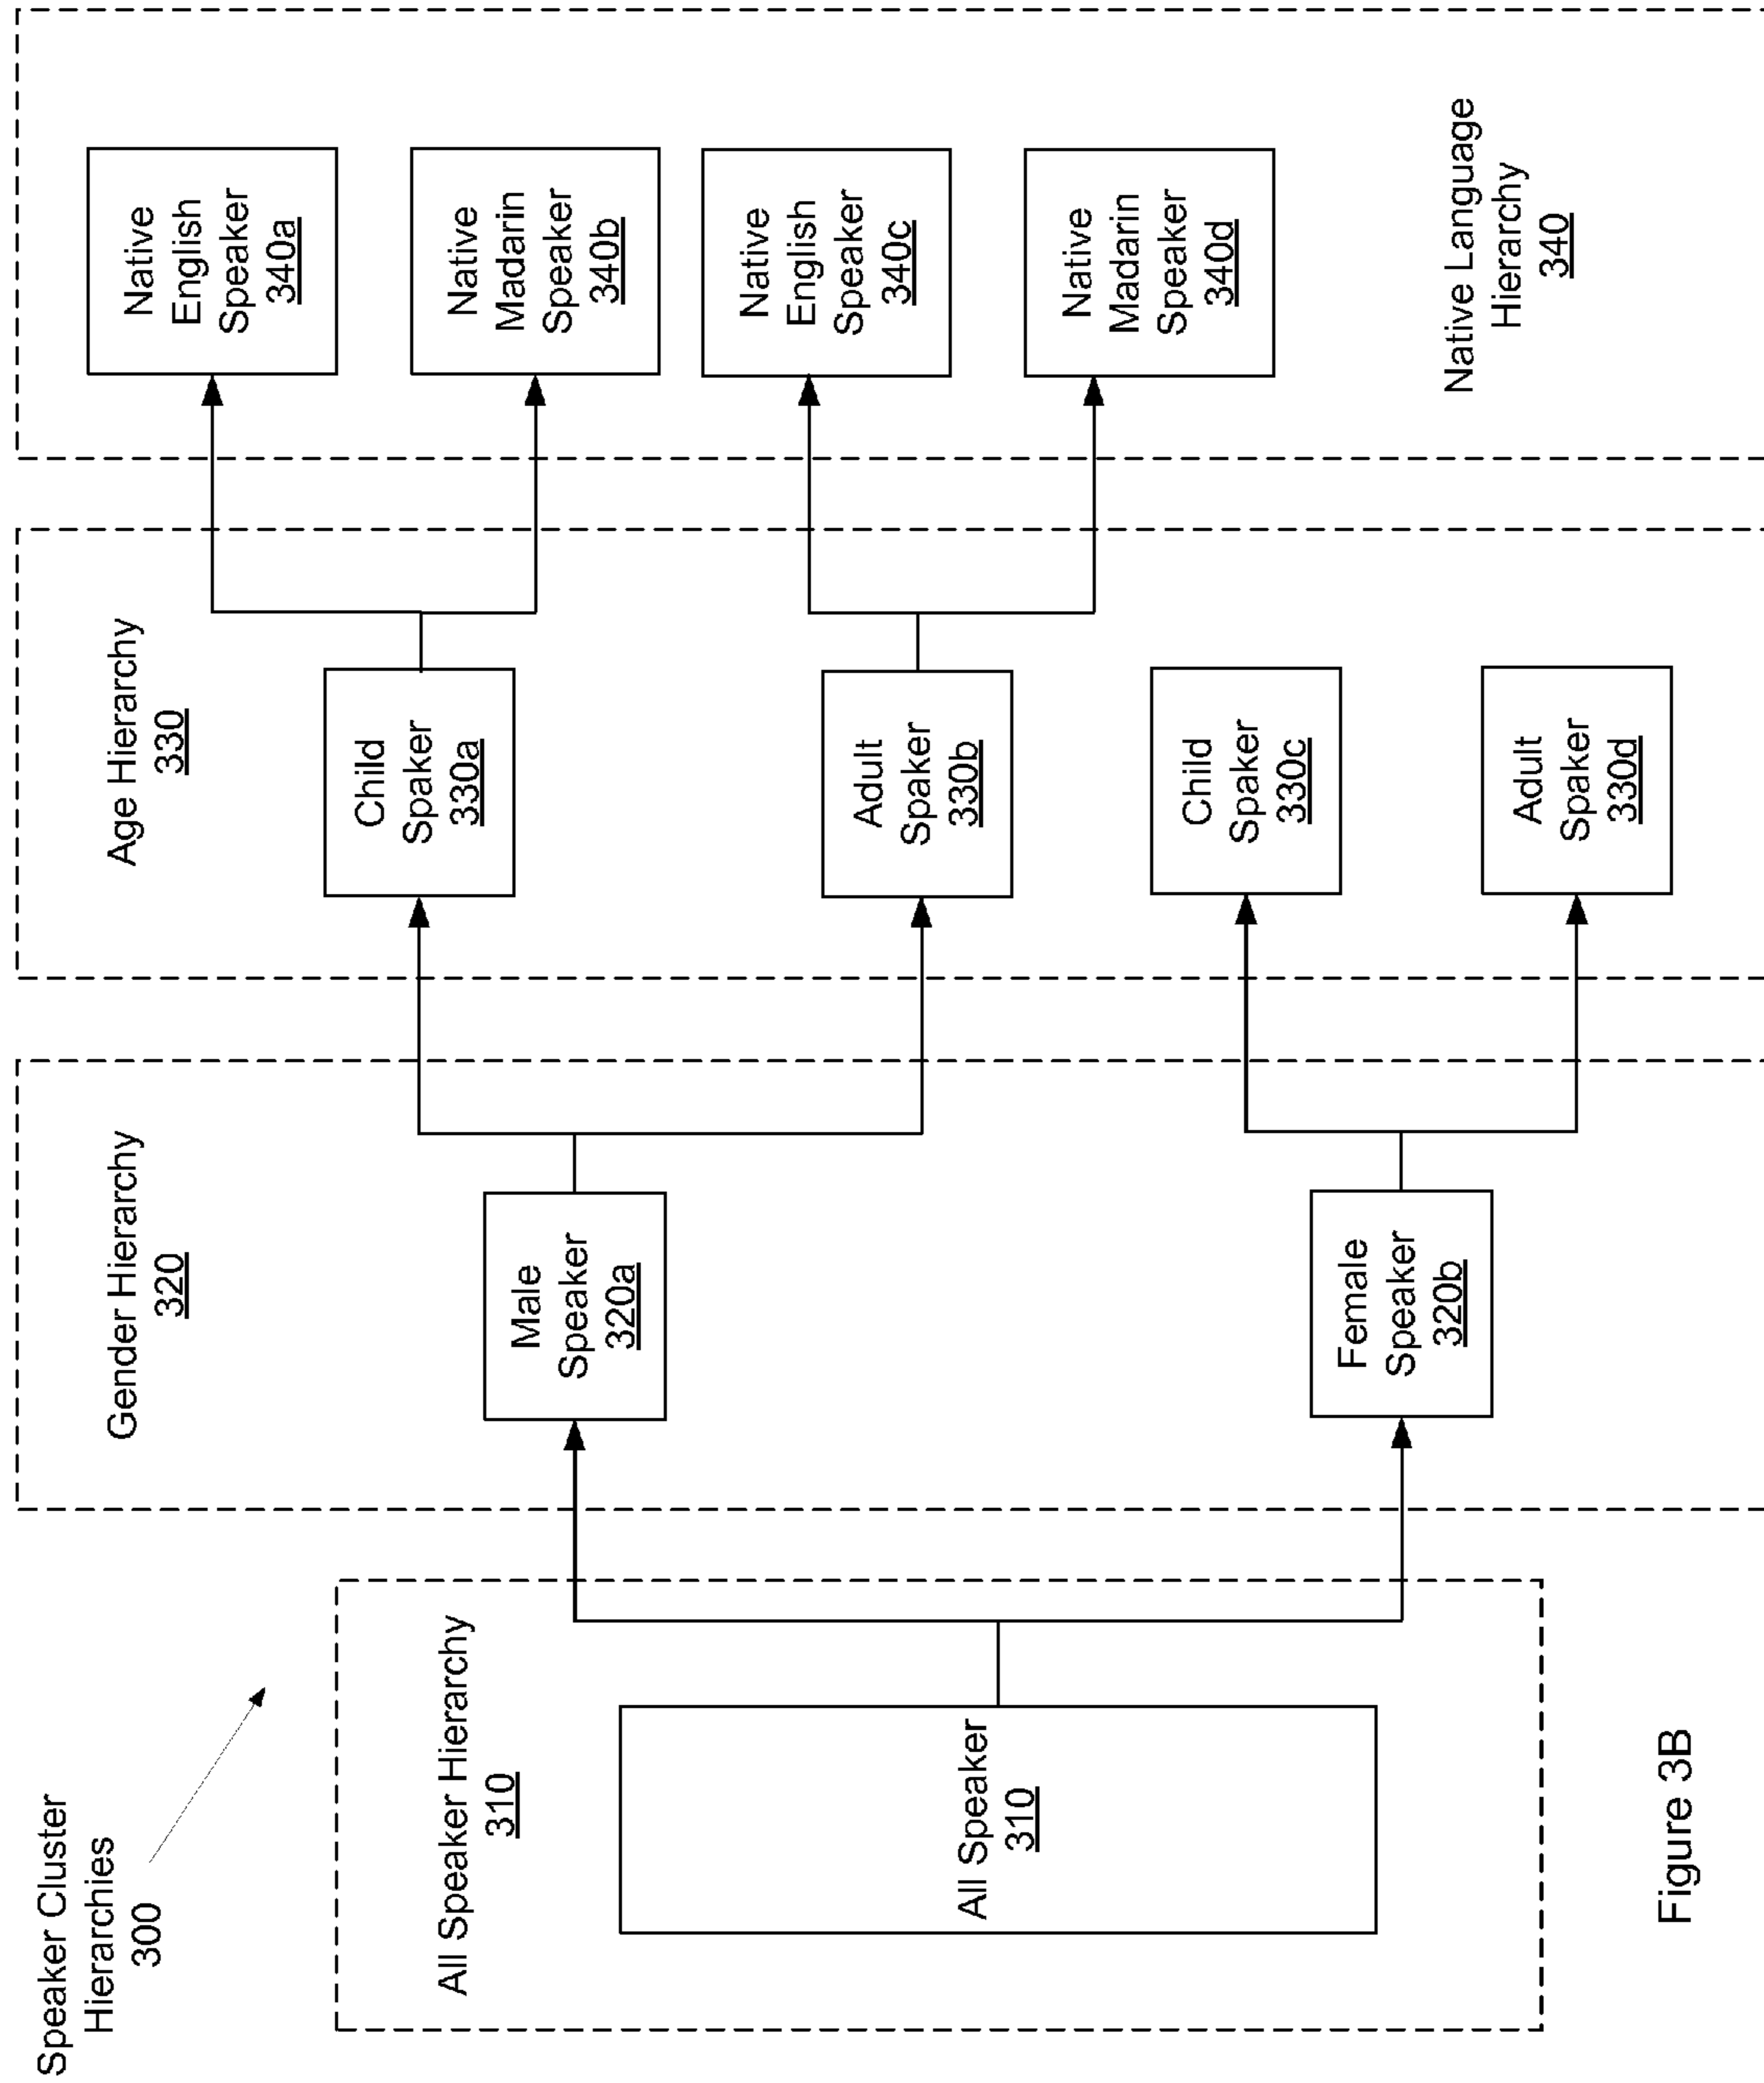 Speaker Cluster
Hierarchies
300
All Speaker Hierarchy
310
All Speaker
310
Gender Hierarchy
320
Male
Speaker
320a
Female
Speaker
320b
Age Hierarchy
330
Child
Spaker
330a
Adult
Spaker
330b
Child
Spaker
330c
Adult
Spaker
330d
Native
English
Speaker
340a
Native
Madarin
Speaker
340b
Native
English
Speaker
340c
Native
Madarin
Speaker
340d
Native Language
Hierarchy
340
Figure 3B